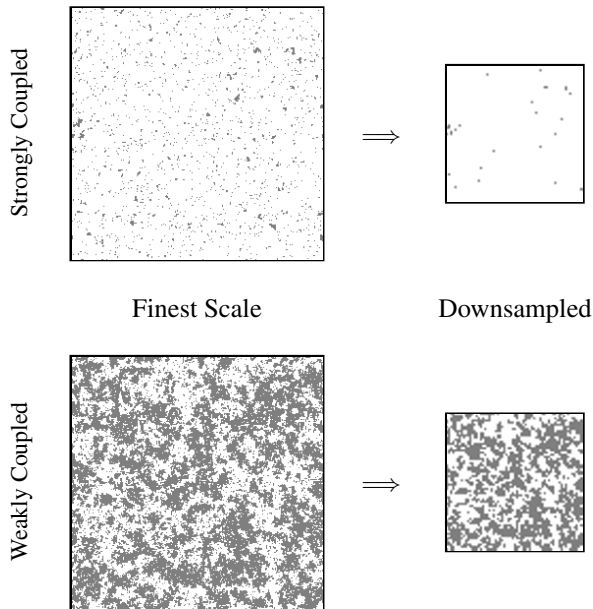 Strongly Coupled
⇒
Finest Scale
Downsampled
Weakly Coupled
⇒